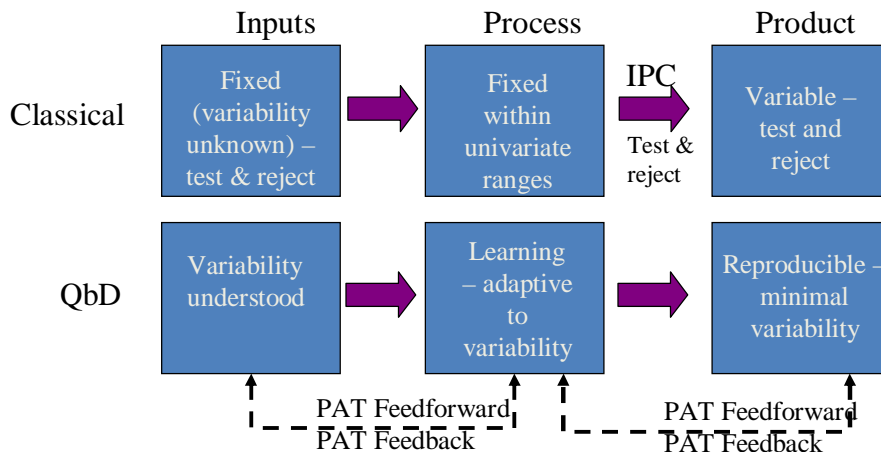 Inputs
Process
Product
Classical
Fixed
(variability
unknown) –
test & reject
Fixed
within
univariate
ranges
IPC
Test &
reject
Variable –
test and
reject
QbD
Variability
understood
Learning
– adaptive
to
variability
Reproducible –
minimal
variability
PAT Feedforward
PAT Feedback
PAT Feedforward
PAT Feedback